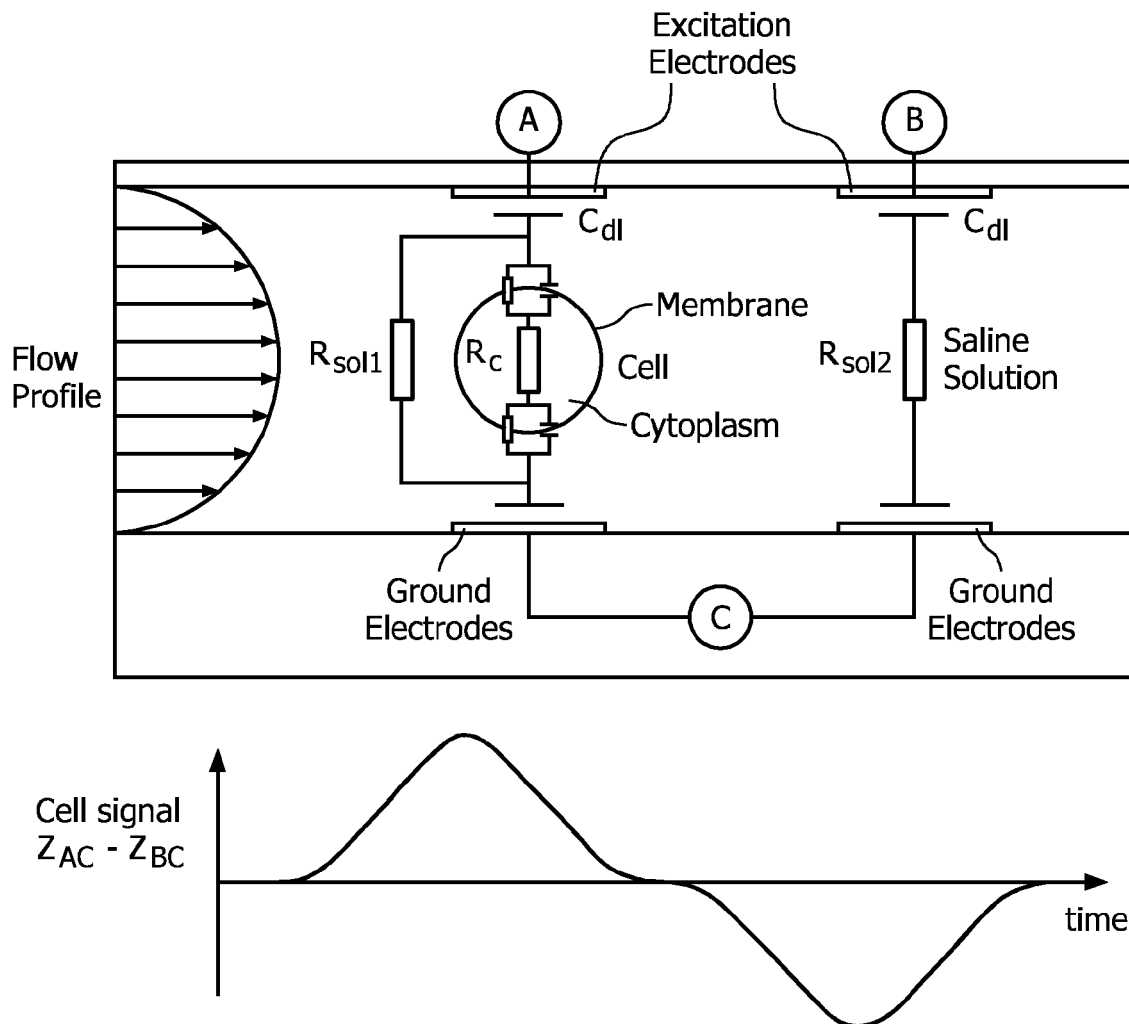 Excitation
Electrodes
A
B
C_dl
C_dl
Membrane
Flow
Profile
R_sol1
R_c
Cell
R_sol2
Saline
Solution
Cytoplasm
Ground
Electrodes
C
Ground
Electrodes
Cell signal
Z_AC - Z_BC
time